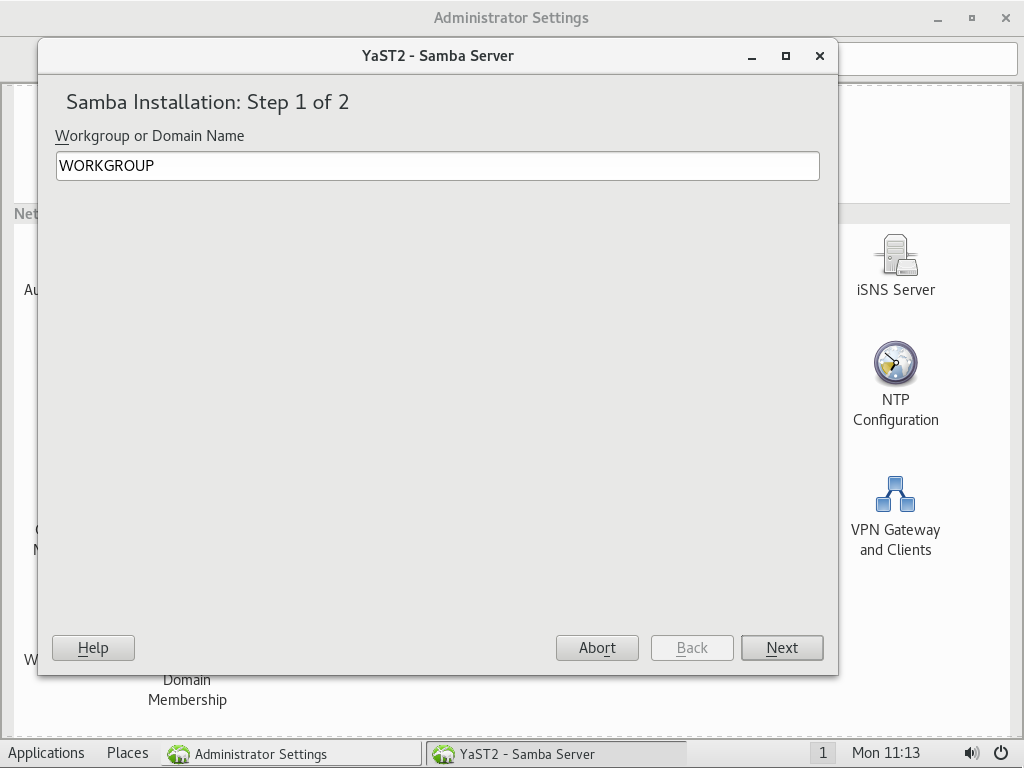 Administrator Settings
YaST2 - Samba Server
Samba Installation: Step 1 of 2
Workgroup or Domain Name
WORKGROUP
iSNS Server
NTP
Configuration
VPN Gateway
and Clients
Help
Abort
Back
Next
Domain
Membership
Applications
Places
Administrator Settings
YaST2 - Samba Server
1
Mon 11:13